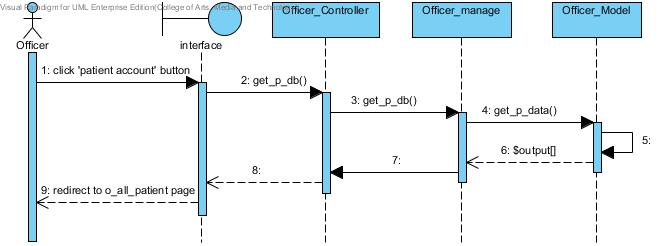 Visual Paradigm for UML Enterprise Edition(College of Arts, Media and Technolo
Officer
interface
Officer_Controller
Officer_manage
Officer_Model
1: click 'patient account' button
2: get_p_db()
3: get_p_db()
4: get_p_data()
5:
6: $output[]
7:
8:
9: redirect to o_all_patient page